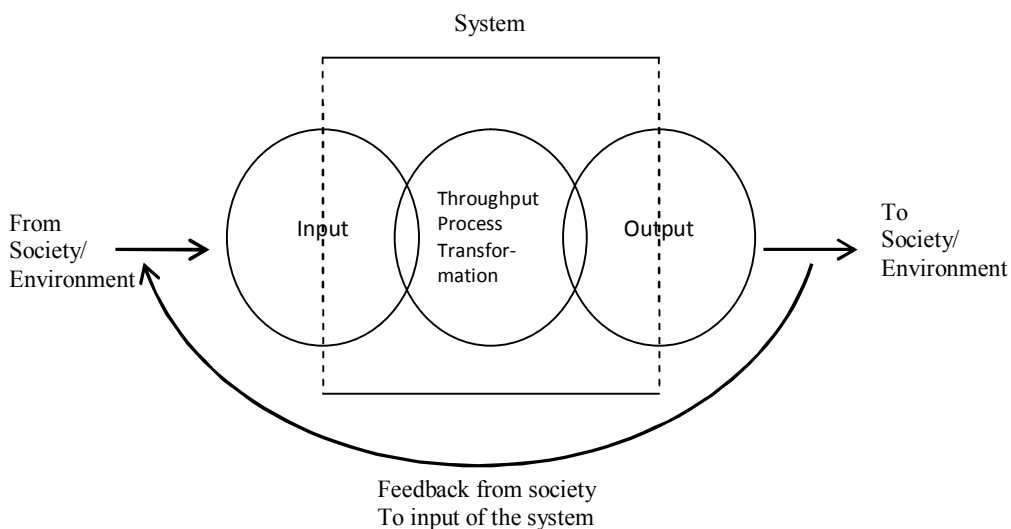 System
From
Society/
Environment
Input
Throughput
Process
Transfor-
mation
Output
To
Society/
Environment
Feedback from society
To input of the system